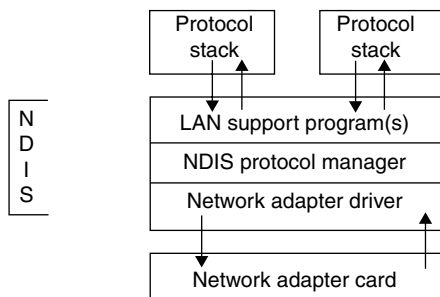 Protocol
stack
Protocol
stack
N
D
I
S
LAN support program(s)
NDIS protocol manager
Network adapter driver
Network adapter card